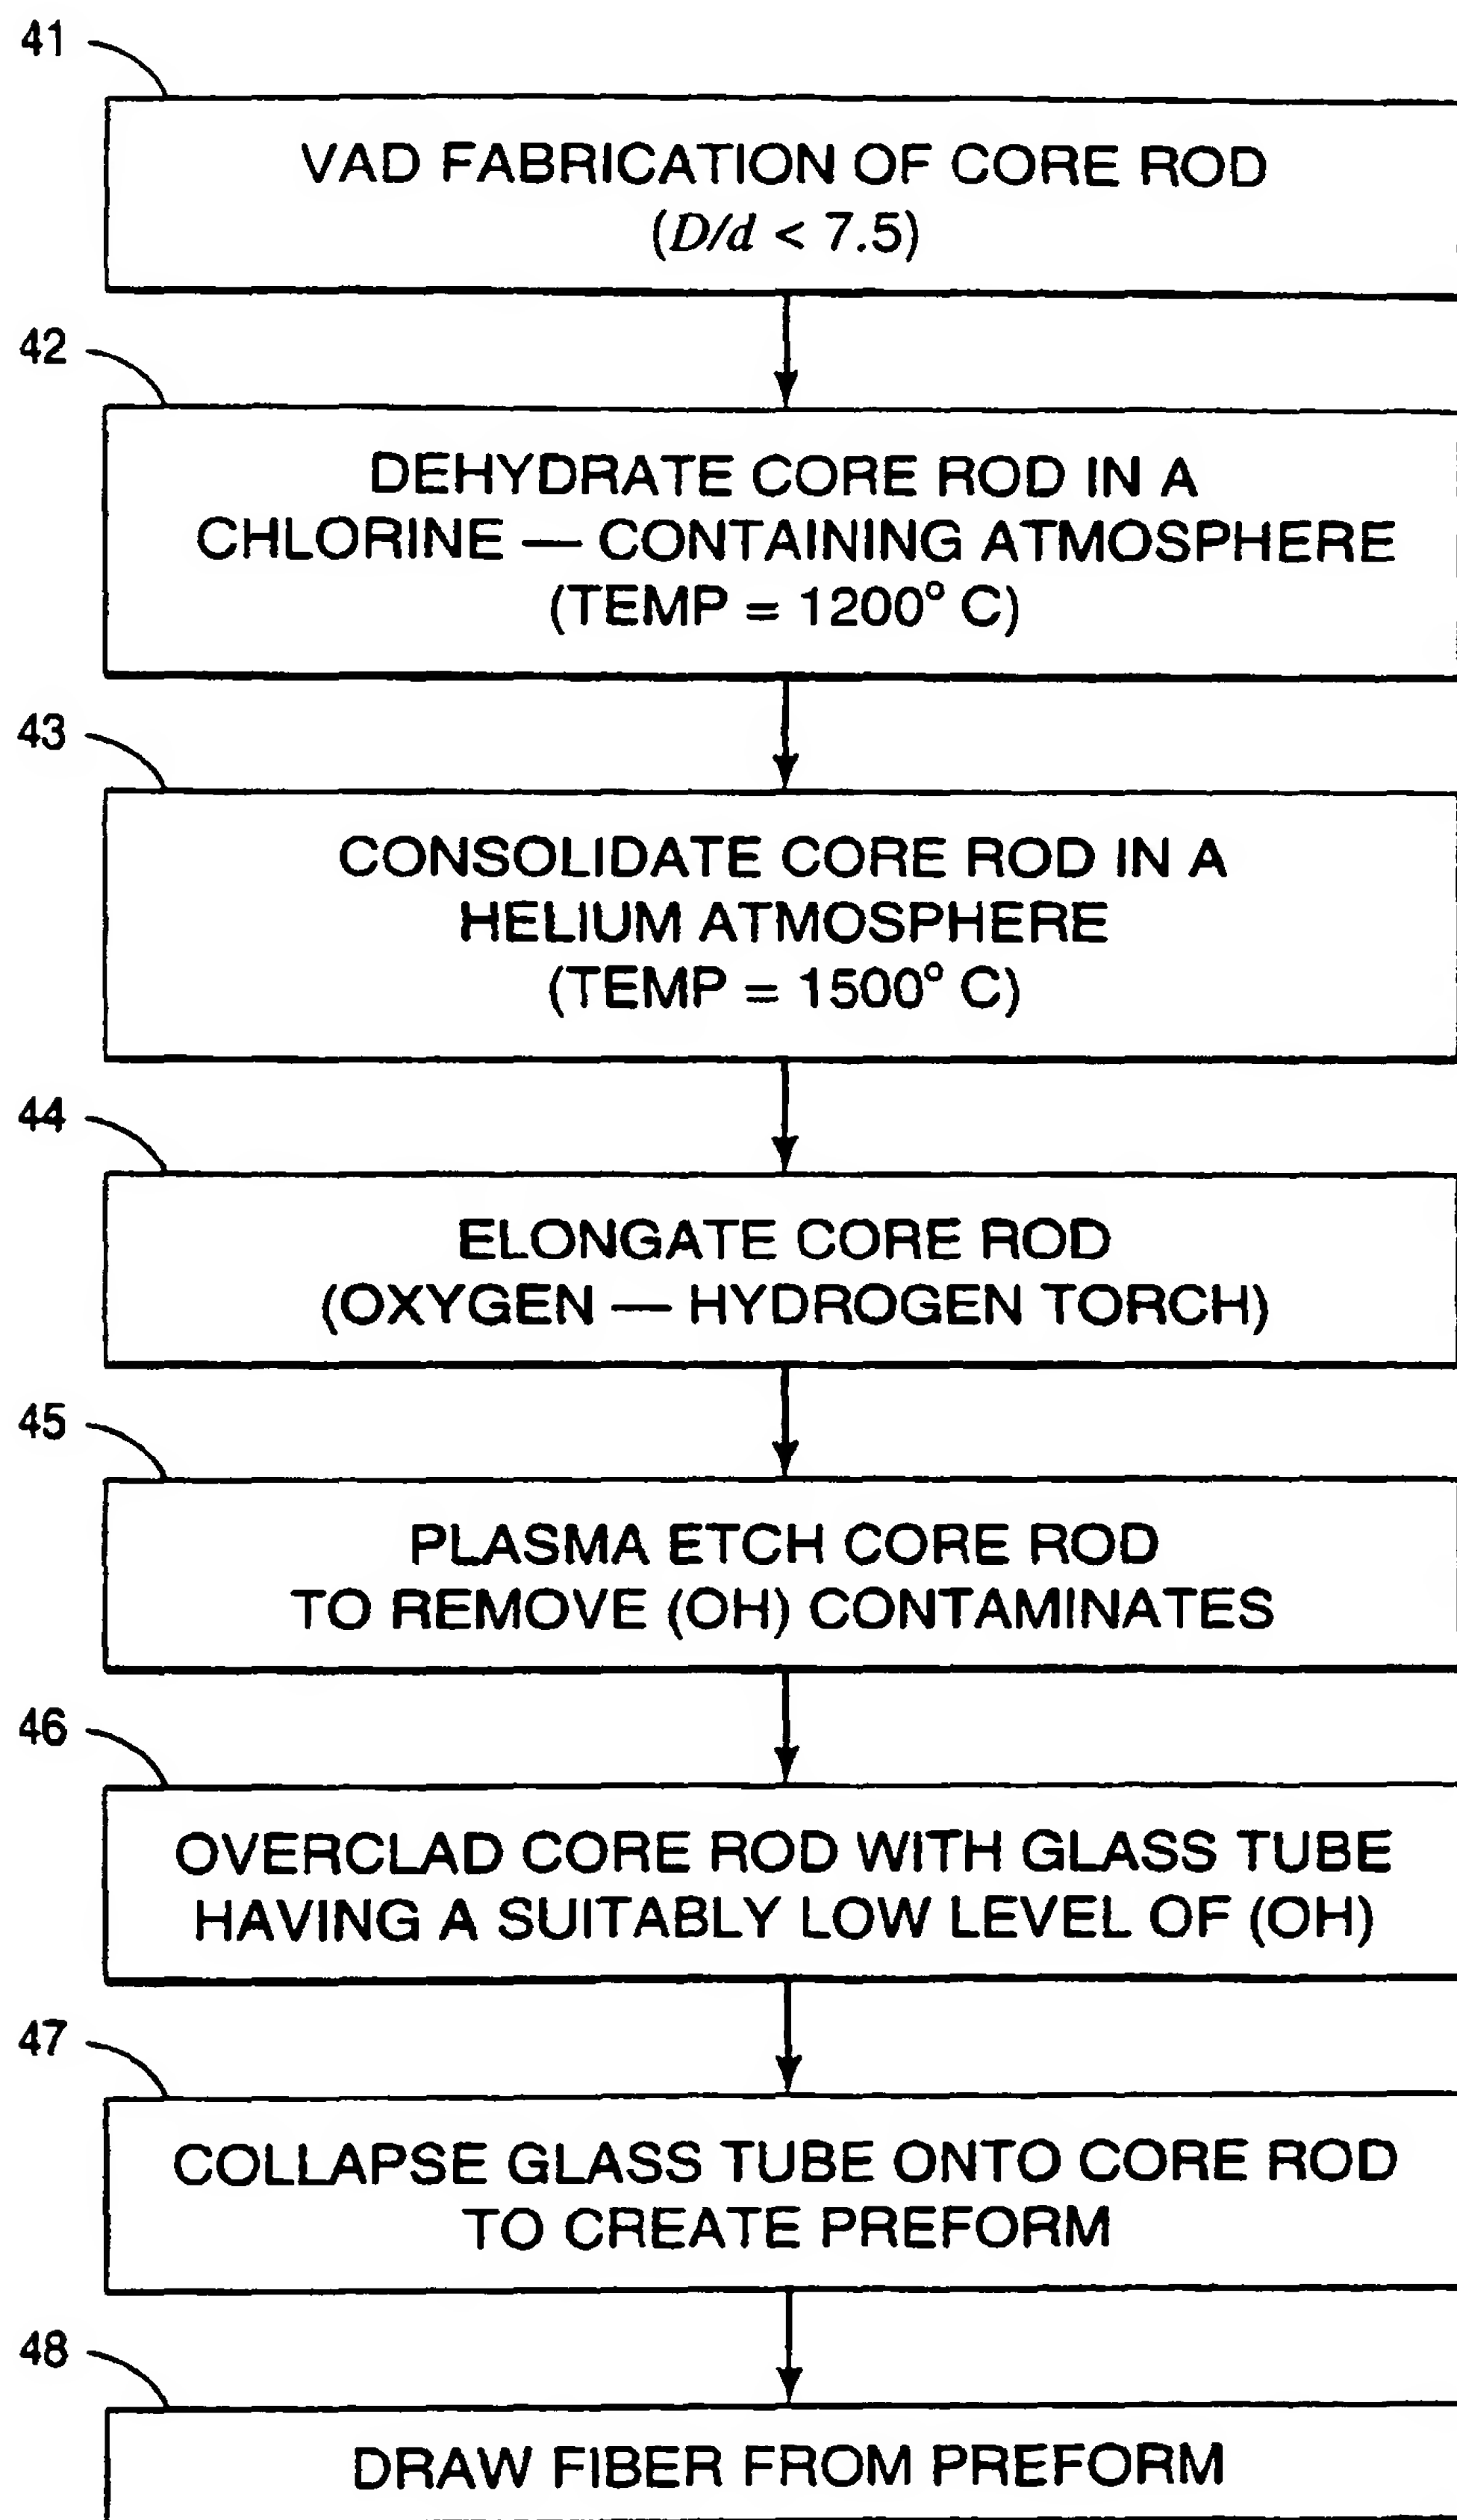 41
VAD FABRICATION OF CORE ROD
(D/d < 7.5)
42
DEHYDRATE CORE ROD IN A
CHLORINE — CONTAINING ATMOSPHERE
(TEMP = 1200° C)
43
CONSOLIDATE CORE ROD IN A
HELIUM ATMOSPHERE
(TEMP = 1500° C)
44
ELONGATE CORE ROD
(OXYGEN — HYDROGEN TORCH)
45
PLASMA ETCH CORE ROD
TO REMOVE (OH) CONTAMINATES
46
OVERCLAD CORE ROD WITH GLASS TUBE
HAVING A SUITABLY LOW LEVEL OF (OH)
47
COLLAPSE GLASS TUBE ONTO CORE ROD
TO CREATE PREFORM
48
DRAW FIBER FROM PREFORM